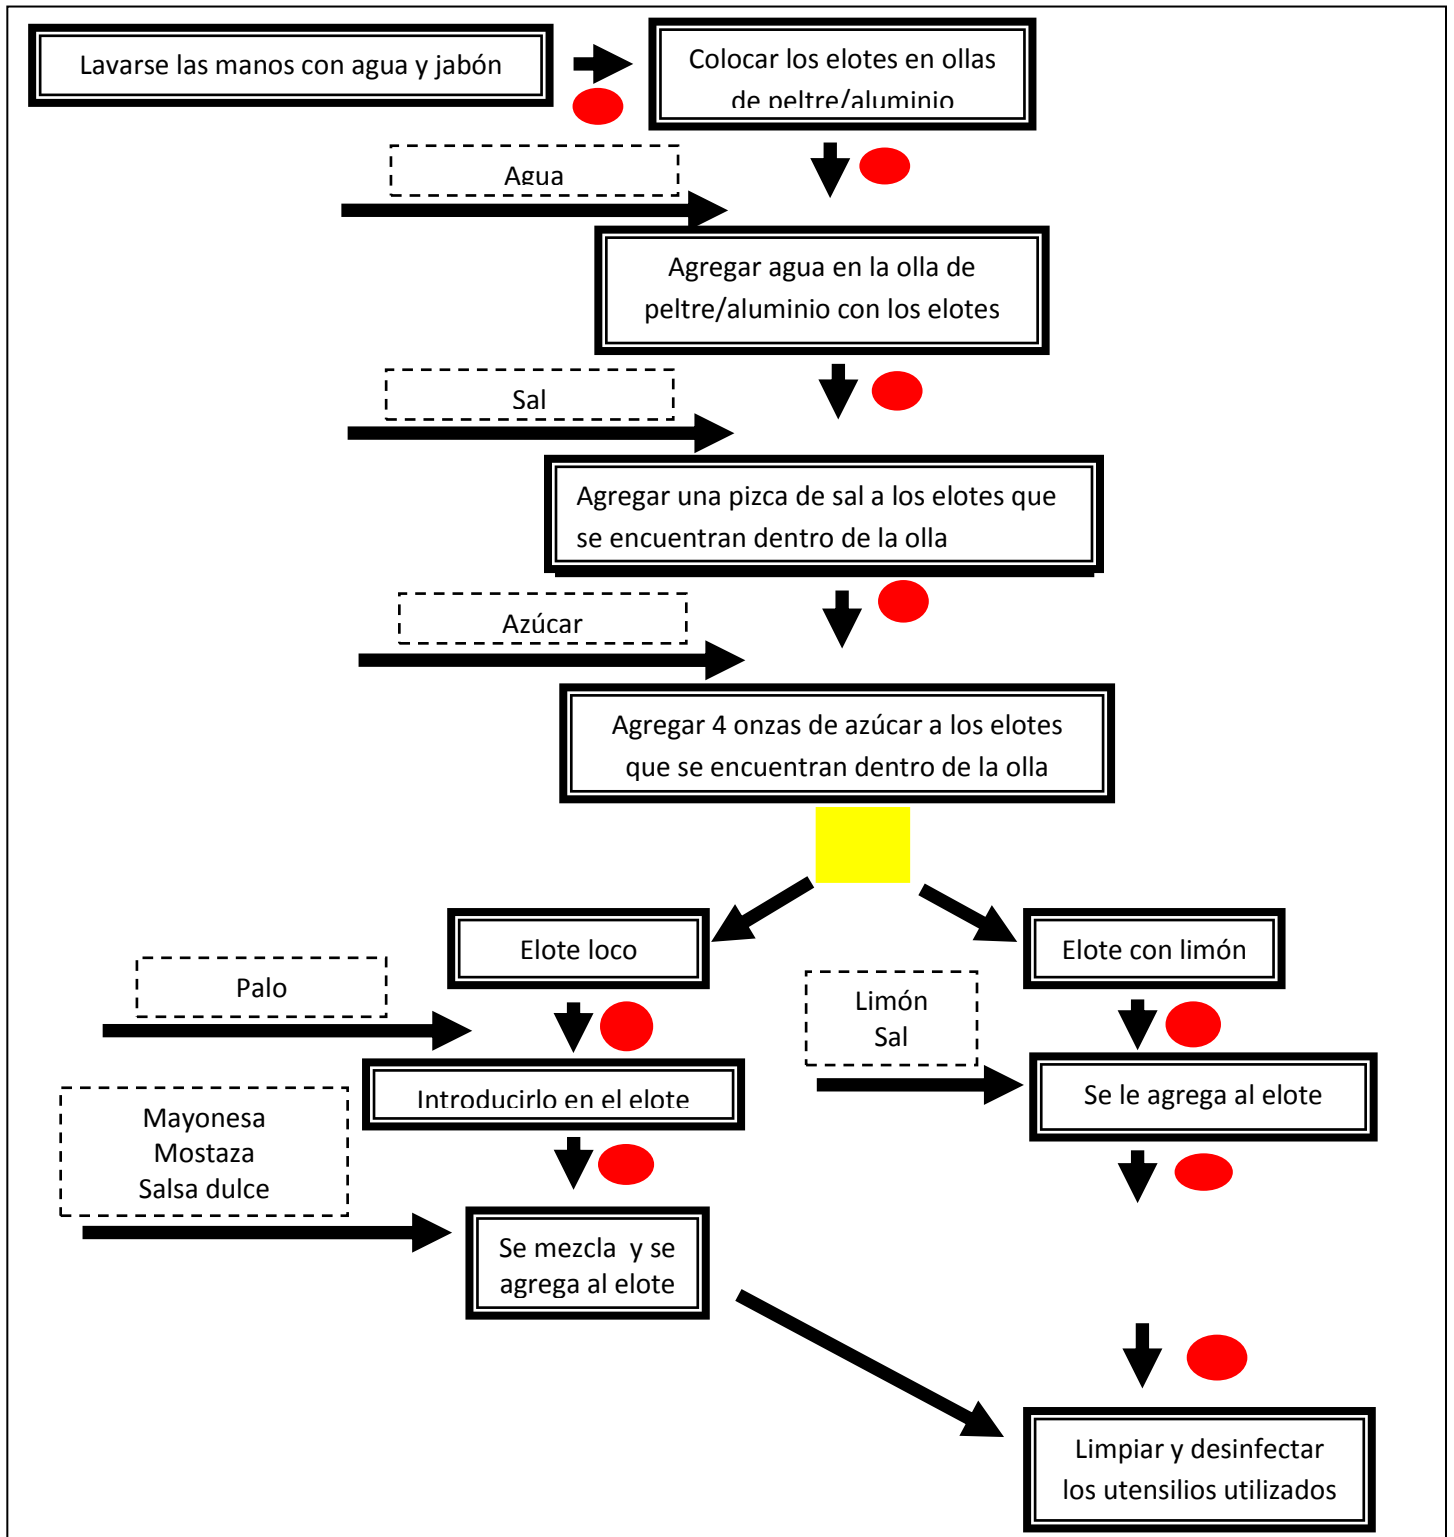 Lavarse las manos con agua y jabón
Colocar los elotes en ollas
de peltre/aluminio
Agua
Agregar agua en la olla de
peltre/aluminio con los elotes
Sal
Agregar una pizca de sal a los elotes que
se encuentran dentro de la olla
Azúcar
Agregar 4 onzas de azúcar a los elotes
que se encuentran dentro de la olla
Elote loco
Elote con limón
Palo
Limón
Sal
Introducirlo en el elote
Se le agrega al elote
Mayonesa
Mostaza
Salsa dulce
Se mezcla y se
agrega al elote
Limpiar y desinfectar
los utensilios utilizados